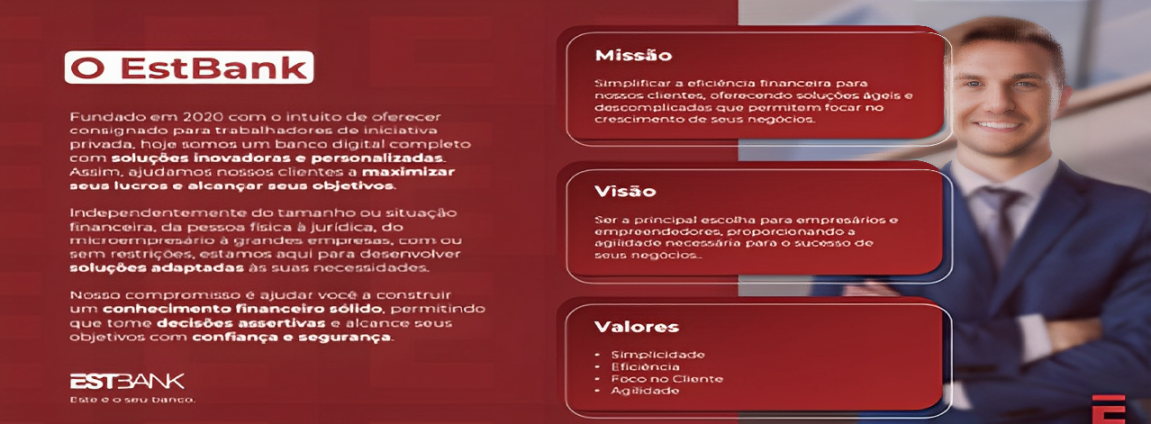 O EstBank
Fundado em 2020 com o intuito de oferecer
consignado para trabalhadores de iniciativa
privada, hoje somos um banco digital completo
com soluções inovadoras e personalizadas.
Assim, ajudamos nossos clientes a maximizar
seus lucros e alcançar seus objetivos.
Independentemente do tamanho ou situação
financeira, da pessoa física à jurídica, do
microempresário à grandes empresas, com ou
sem restrições, estamos aqui para desenvolver
soluções adaptadas às suas necessidades.
Nosso compromisso é ajudar você a construir
um conhecimento financeiro sólido, permitindo
que tome decisões assertivas e alcance seus
objetivos com confiança e segurança.
ESTBANK
Este é o seu banco.
Missão
Simplificar a eficiência financeira para
nossos clientes, oferecendo soluções ágeis e
descomplicadas que permitem focar no
crescimento de seus negócios.
Visão
Ser a principal escolha para empresários e
empreendedores, proporcionando a
agilidade necessária para o sucesso de
seus negócios..
Valores
• Simplicidade
• Eficiência
• Foco no Cliente
• Agilidade
E